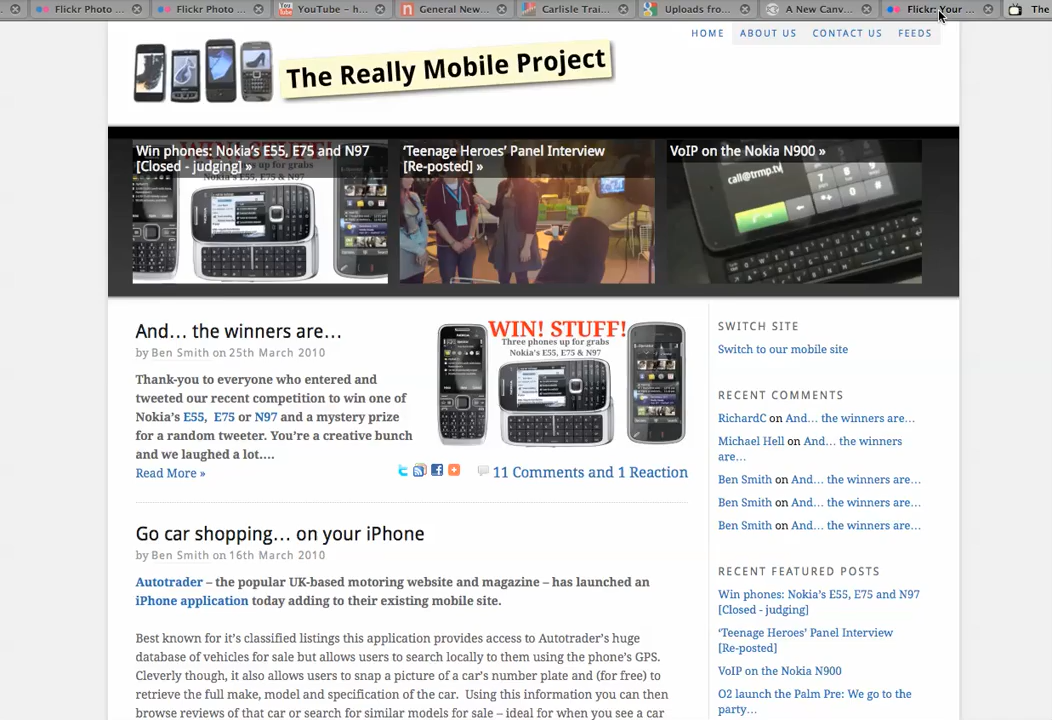 Flickr Photo ...
Flickr Photo ...
YouTube – h...
General New...
Carlisle Trai...
Uploads fro...
A New Canv...
Flickr: Your ...
The
HOME ABOUT US CONTACT US FEEDS
The Really Mobile Project
Win phones: Nokia's E55, E75 and N97
[Closed - judging] »
'Teenage Heroes' Panel Interview
[Re-posted] »
VoIP on the Nokia N900 »
call@trmp.tv
And… the winners are…
by Ben Smith on 25th March 2010
WIN! STUFF!
Three phones up for grabs
Nokia's E55, E75 & N97
Thank-you to everyone who entered and
tweeted our recent competition to win one of
Nokia's E55, E75 or N97 and a mystery prize
for a random tweeter. You're a creative bunch
and we laughed a lot….
Read More »
11 Comments and 1 Reaction
Go car shopping… on your iPhone
by Ben Smith on 16th March 2010
Autotrader – the popular UK-based motoring website and magazine – has launched an
iPhone application today adding to their existing mobile site.
Best known for it's classified listings this application provides access to Autotrader's huge
database of vehicles for sale but allows users to search locally to them using the phone's GPS.
Cleverly though, it also allows users to snap a picture of a car's number plate and (for free) to
retrieve the full make, model and specification of the car. Using this information you can then
browse reviews of that car or search for similar models for sale – ideal for when you see a car
SWITCH SITE
Switch to our mobile site
RECENT COMMENTS
RichardC on And… the winners are…
Michael Hell on And… the winners
are…
Ben Smith on And… the winners are…
Ben Smith on And… the winners are…
Ben Smith on And… the winners are…
RECENT FEATURED POSTS
Win phones: Nokia's E55, E75 and N97
[Closed - judging]
'Teenage Heroes' Panel Interview
[Re-posted]
VoIP on the Nokia N900
O2 launch the Palm Pre: We go to the
party…